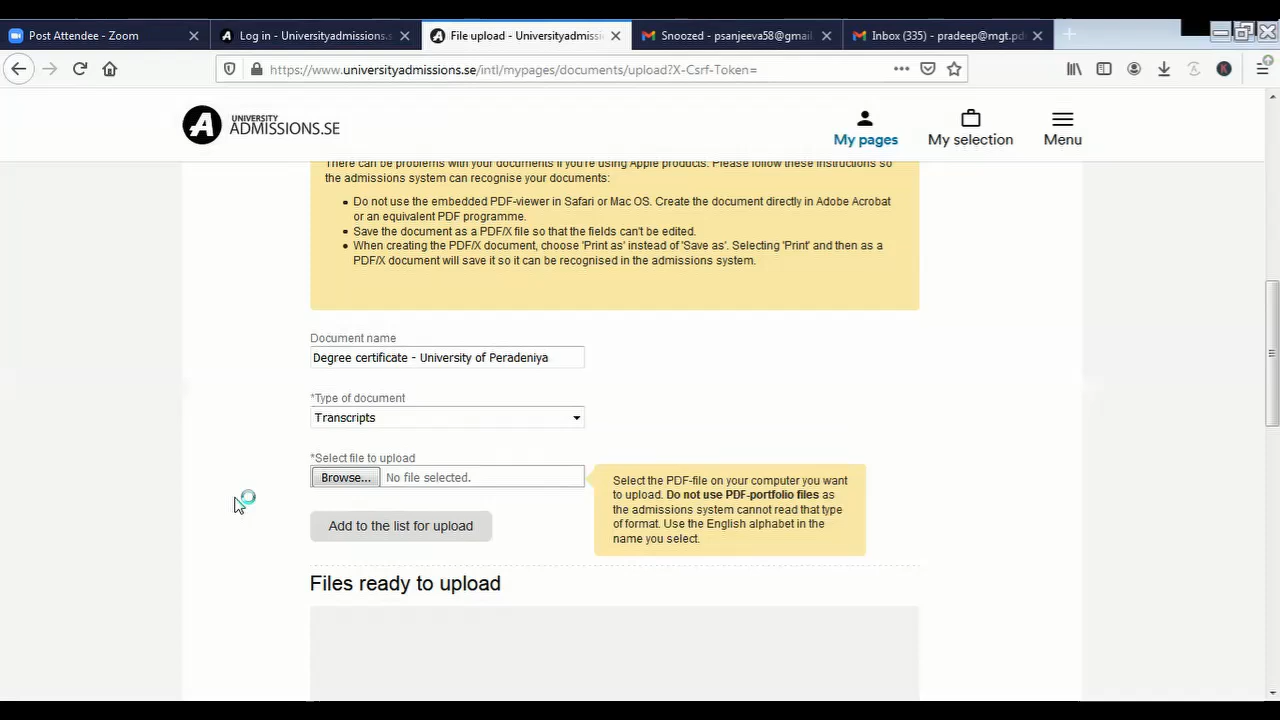 Post Attendee - Zoom
Log in - Universityadmissions.s
File upload - Universityadmissi
Snoozed - psanjeeva58@gmail
Inbox (335) - pradeep@mgt.pd
https://www.universityadmissions.se/intl/mypages/documents/upload?X-Csrf-Token=
K
A
UNIVERSITY
ADMISSIONS.SE
My pages
My selection
Menu
There can be problems with your documents if you're using Apple products. Please follow these instructions so
the admissions system can recognise your documents:
Do not use the embedded PDF-viewer in Safari or Mac OS. Create the document directly in Adobe Acrobat
or an equivalent PDF programme.
Save the document as a PDF/X file so that the fields can't be edited.
When creating the PDF/X document, choose 'Print as' instead of 'Save as'. Selecting 'Print' and then as a
PDF/X document will save it so it can be recognised in the admissions system.
Document name
Degree certificate - University of Peradeniya
*Type of document
Transcripts
*Select file to upload
Browse... No file selected.
Select the PDF-file on your computer you want
to upload. Do not use PDF-portfolio files as
the admissions system cannot read that type
of format. Use the English alphabet in the
name you select.
Add to the list for upload
Files ready to upload